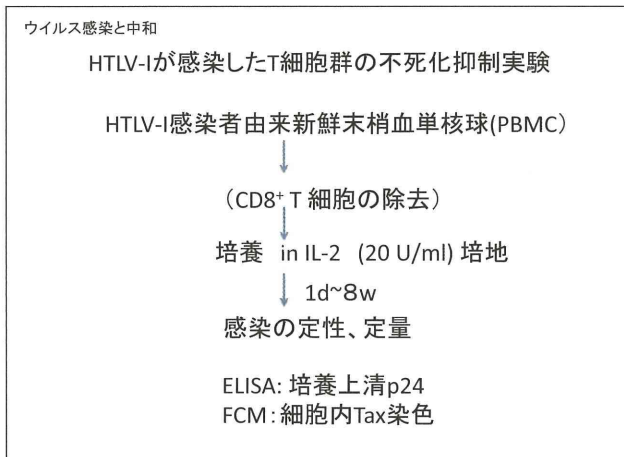 ウイルス感染と中和
HTLV-Iが感染したT細胞群の不死化抑制実験
HTLV-I感染者由来新鮮末梢血単核球(PBMC）
（CD8⁺ T 細胞の除去）
培養 in IL-2 (20 U/ml) 培地
1d~8w
感染の定性、定量
ELISA: 培養上清p24
FCM：細胞内Tax染色